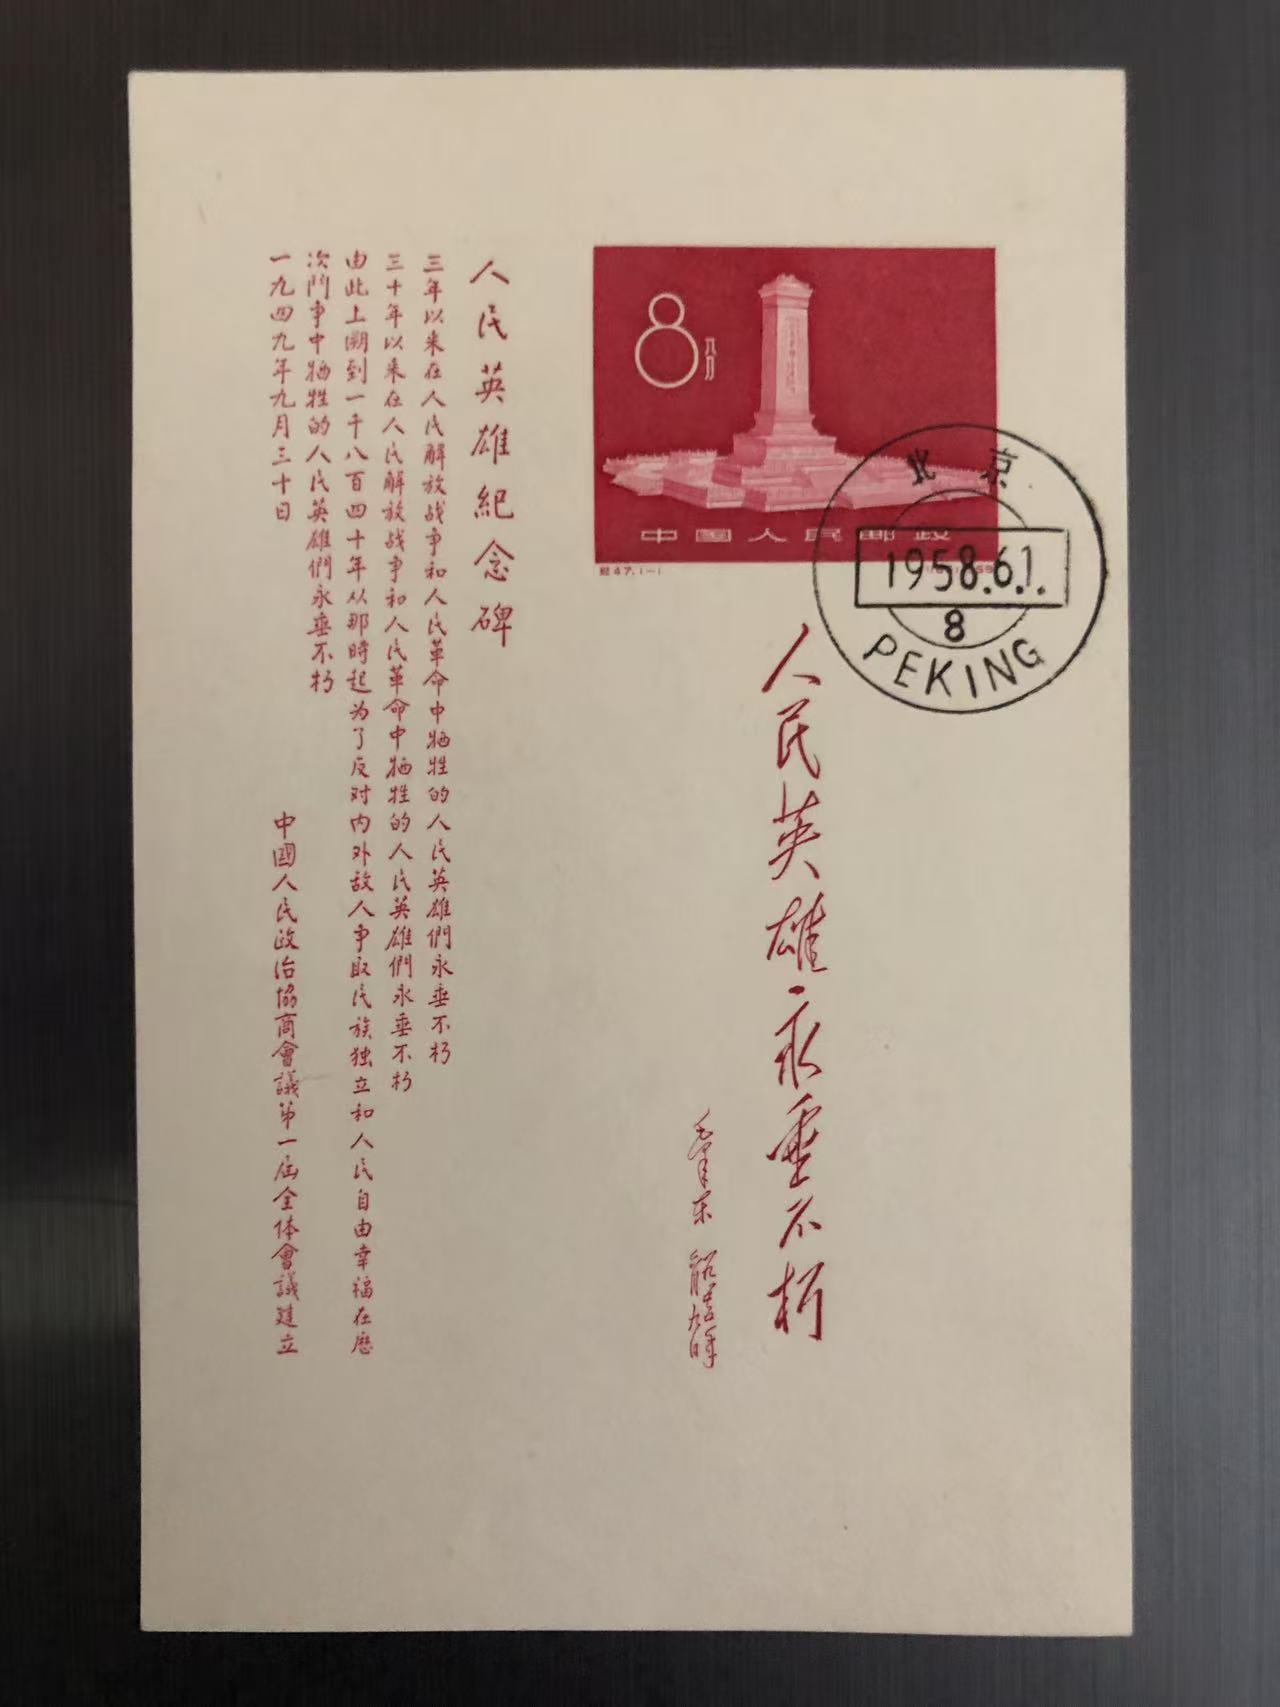 8
八分
中国人民邮政
紀47.1-1
北京
1958.6.1.
8
PEKING
人民英雄永垂不朽
毛泽东
人民英雄紀念碑
三年以来在人民解放战争和人民革命中牺牲的人民英雄們永垂不朽
三十年以来在人民解放战争和人民革命中牺牲的人民英雄們永垂不朽
由此上溯到一千八百四十年从那時起为了反对内外敌人争取民族独立和人民自由幸福在历
次鬥争中牺牲的人民英雄們永垂不朽
一九四九年九月三十日
中國人民政治協商會議第一屆全体會議建立